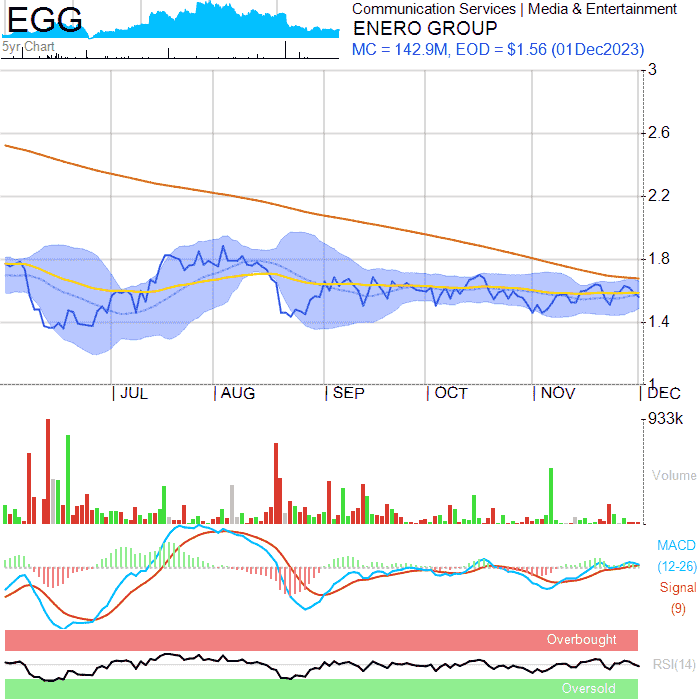 EGG
5yr Chart
Communication Services | Media & Entertainment
ENERO GROUP
MC = 142.9M, EOD = $1.56 (01Dec2023)
3
2.6
2.2
1.8
1.4
1
JUL AUG SEP OCT NOV DEC
933k
Volume
MACD
(12-26)
Signal
(9)
Overbought
RSI(14)
Oversold